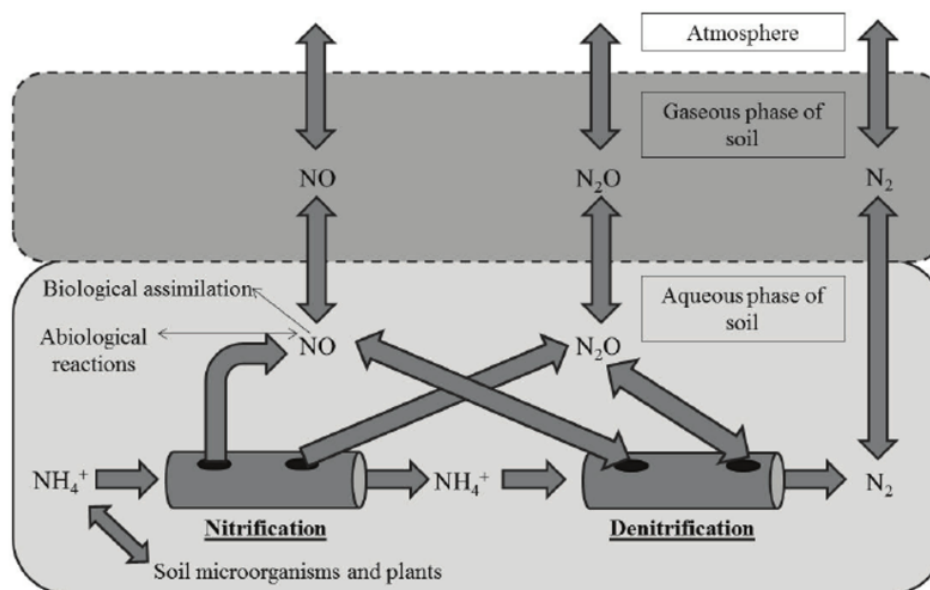 Atmosphere
Gaseous phase of
soil
NO
N₂O
N₂
Biological assimilation
Aqueous phase of
soil
Abiological
reactions
NO
N₂O
NH₄⁺
NH₄⁺
N₂
Nitrification
Denitrification
Soil microorganisms and plants